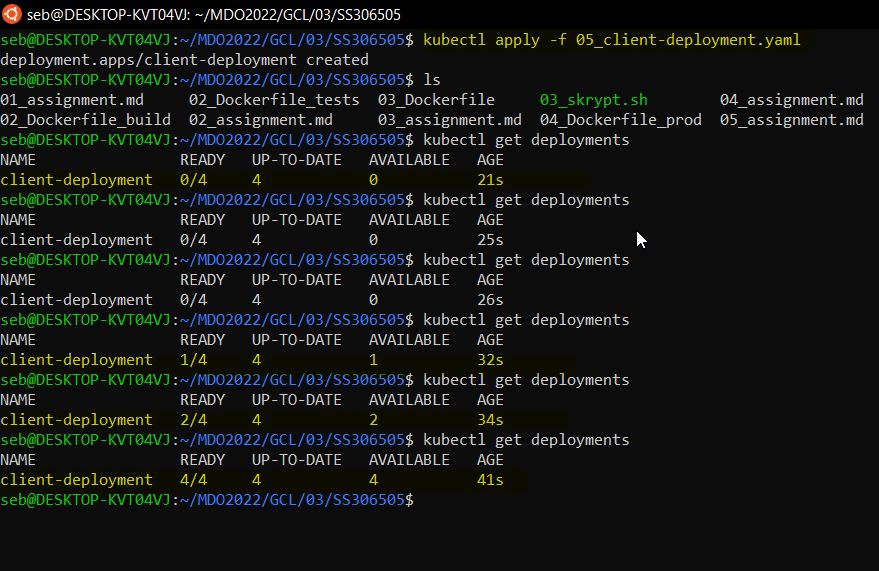 seb@DESKTOP-KVT04VJ: ~/MDO2022/GCL/03/SS306505
seb@DESKTOP-KVT04VJ:~/MDO2022/GCL/03/SS306505$ kubectl apply -f 05_client-deployment.yaml
deployment.apps/client-deployment created
seb@DESKTOP-KVT04VJ:~/MDO2022/GCL/03/SS306505$ ls
01_assignment.md     02_Dockerfile_tests  03_Dockerfile     03_skrypt.sh        04_assignment.md
02_Dockerfile_build  02_assignment.md     03_assignment.md  04_Dockerfile_prod  05_assignment.md
seb@DESKTOP-KVT04VJ:~/MDO2022/GCL/03/SS306505$ kubectl get deployments
NAME                READY   UP-TO-DATE   AVAILABLE   AGE
client-deployment   0/4     4            0           21s
seb@DESKTOP-KVT04VJ:~/MDO2022/GCL/03/SS306505$ kubectl get deployments
NAME                READY   UP-TO-DATE   AVAILABLE   AGE
client-deployment   0/4     4            0           25s
seb@DESKTOP-KVT04VJ:~/MDO2022/GCL/03/SS306505$ kubectl get deployments
NAME                READY   UP-TO-DATE   AVAILABLE   AGE
client-deployment   0/4     4            0           26s
seb@DESKTOP-KVT04VJ:~/MDO2022/GCL/03/SS306505$ kubectl get deployments
NAME                READY   UP-TO-DATE   AVAILABLE   AGE
client-deployment   1/4     4            1           32s
seb@DESKTOP-KVT04VJ:~/MDO2022/GCL/03/SS306505$ kubectl get deployments
NAME                READY   UP-TO-DATE   AVAILABLE   AGE
client-deployment   2/4     4            2           34s
seb@DESKTOP-KVT04VJ:~/MDO2022/GCL/03/SS306505$ kubectl get deployments
NAME                READY   UP-TO-DATE   AVAILABLE   AGE
client-deployment   4/4     4            4           41s
seb@DESKTOP-KVT04VJ:~/MDO2022/GCL/03/SS306505$